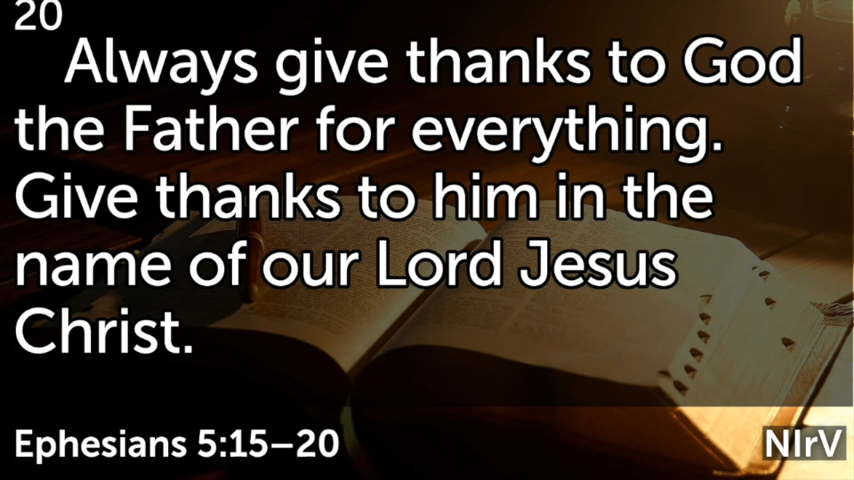 20
Always give thanks to God
the Father for everything.
Give thanks to him in the
name of our Lord Jesus
Christ.
Ephesians 5:15–20
NIrV